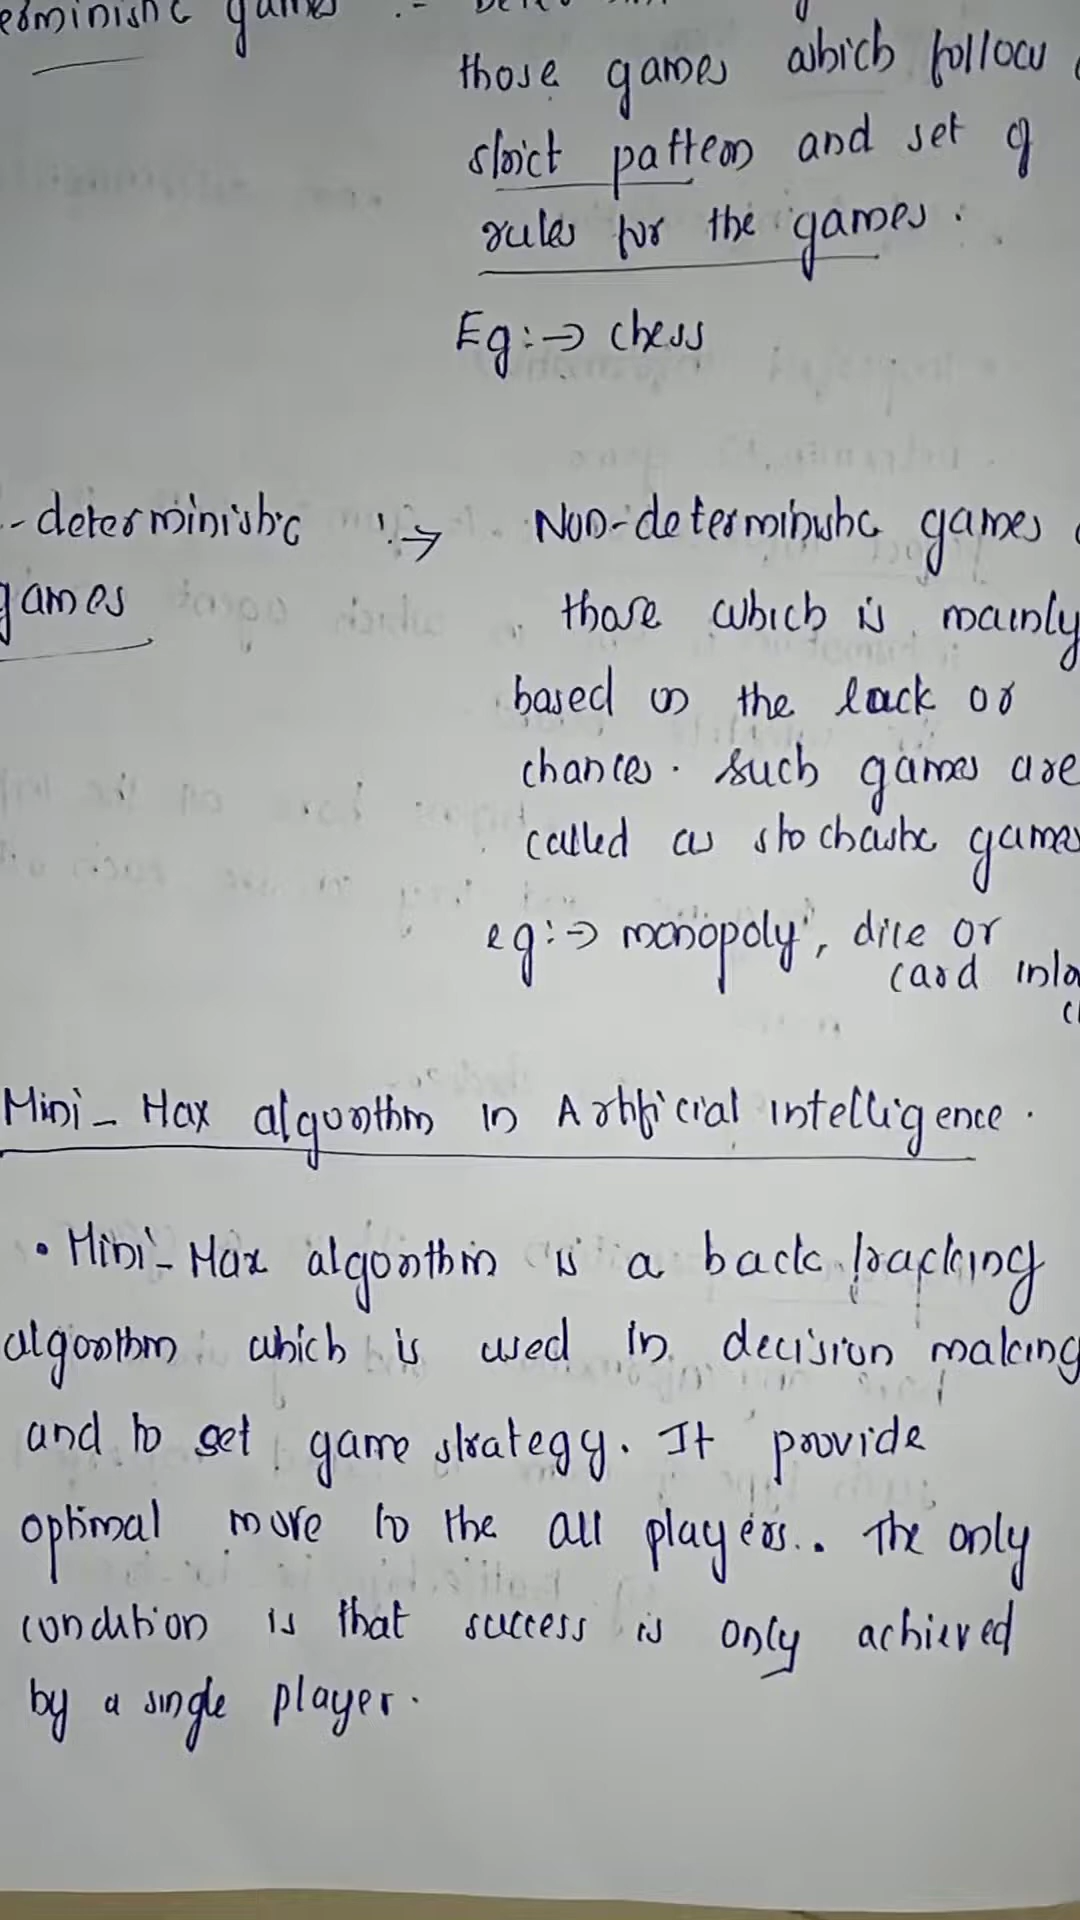 games :-
those games which follow
strict pattern and set of
rules for the games.
Eg:→ chess
-deterministic :→ Non-deterministic games
games those which is mainly
based on the lack or
chances. such games are
called as stochastic games
eg:→ monopoly, dice or
card
Mini-Max algorithm in Artificial intelligence.
• Mini-Max algorithm is a back tracking
algorithm which is used in decision making
and to set game strategy. It provide
optimal move to the all players.. The only
condition is that success is only achieved
by a single player.